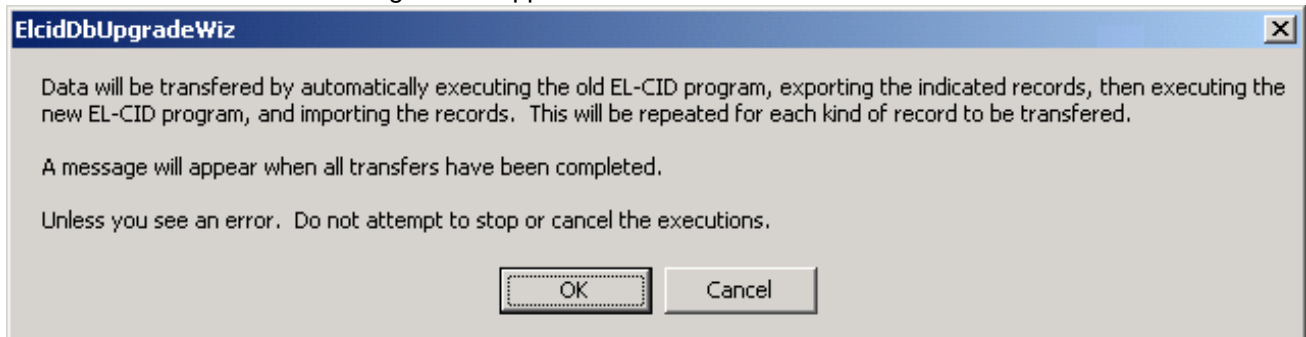 ElcidDbUpgradeWiz
Data will be transfered by automatically executing the old EL-CID program, exporting the indicated records, then executing the
new EL-CID program, and importing the records.  This will be repeated for each kind of record to be transfered.
A message will appear when all transfers have been completed.
Unless you see an error.  Do not attempt to stop or cancel the executions.
OK
Cancel